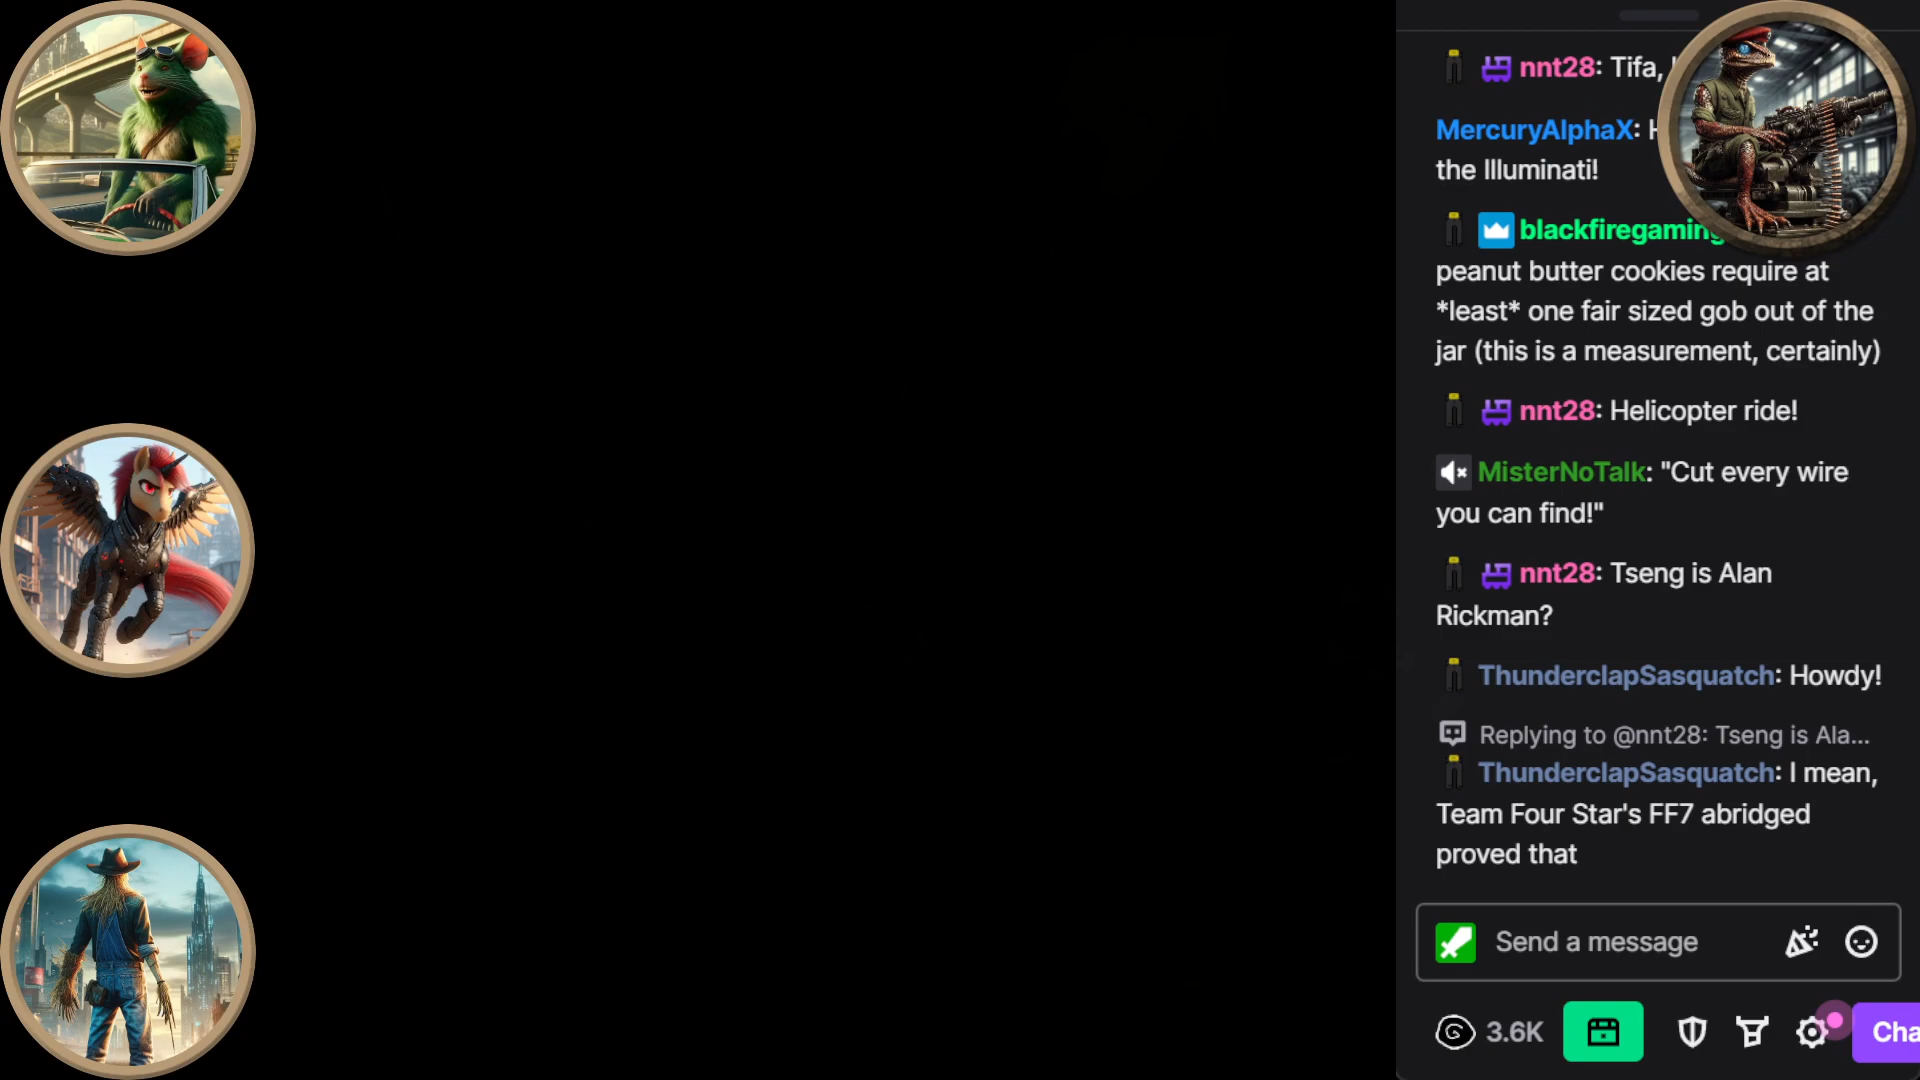 nnt28: Tifa,
MercuryAlphaX:
the Illuminati!
blackfiregaming
peanut butter cookies require at
*least* one fair sized gob out of the
jar (this is a measurement, certainly)
nnt28: Helicopter ride!
MisterNoTalk: "Cut every wire
you can find!"
nnt28: Tseng is Alan
Rickman?
ThunderclapSasquatch: Howdy!
Replying to @nnt28: Tseng is Ala...
ThunderclapSasquatch: I mean,
Team Four Star's FF7 abridged
proved that
Send a message
3.6K
Cha